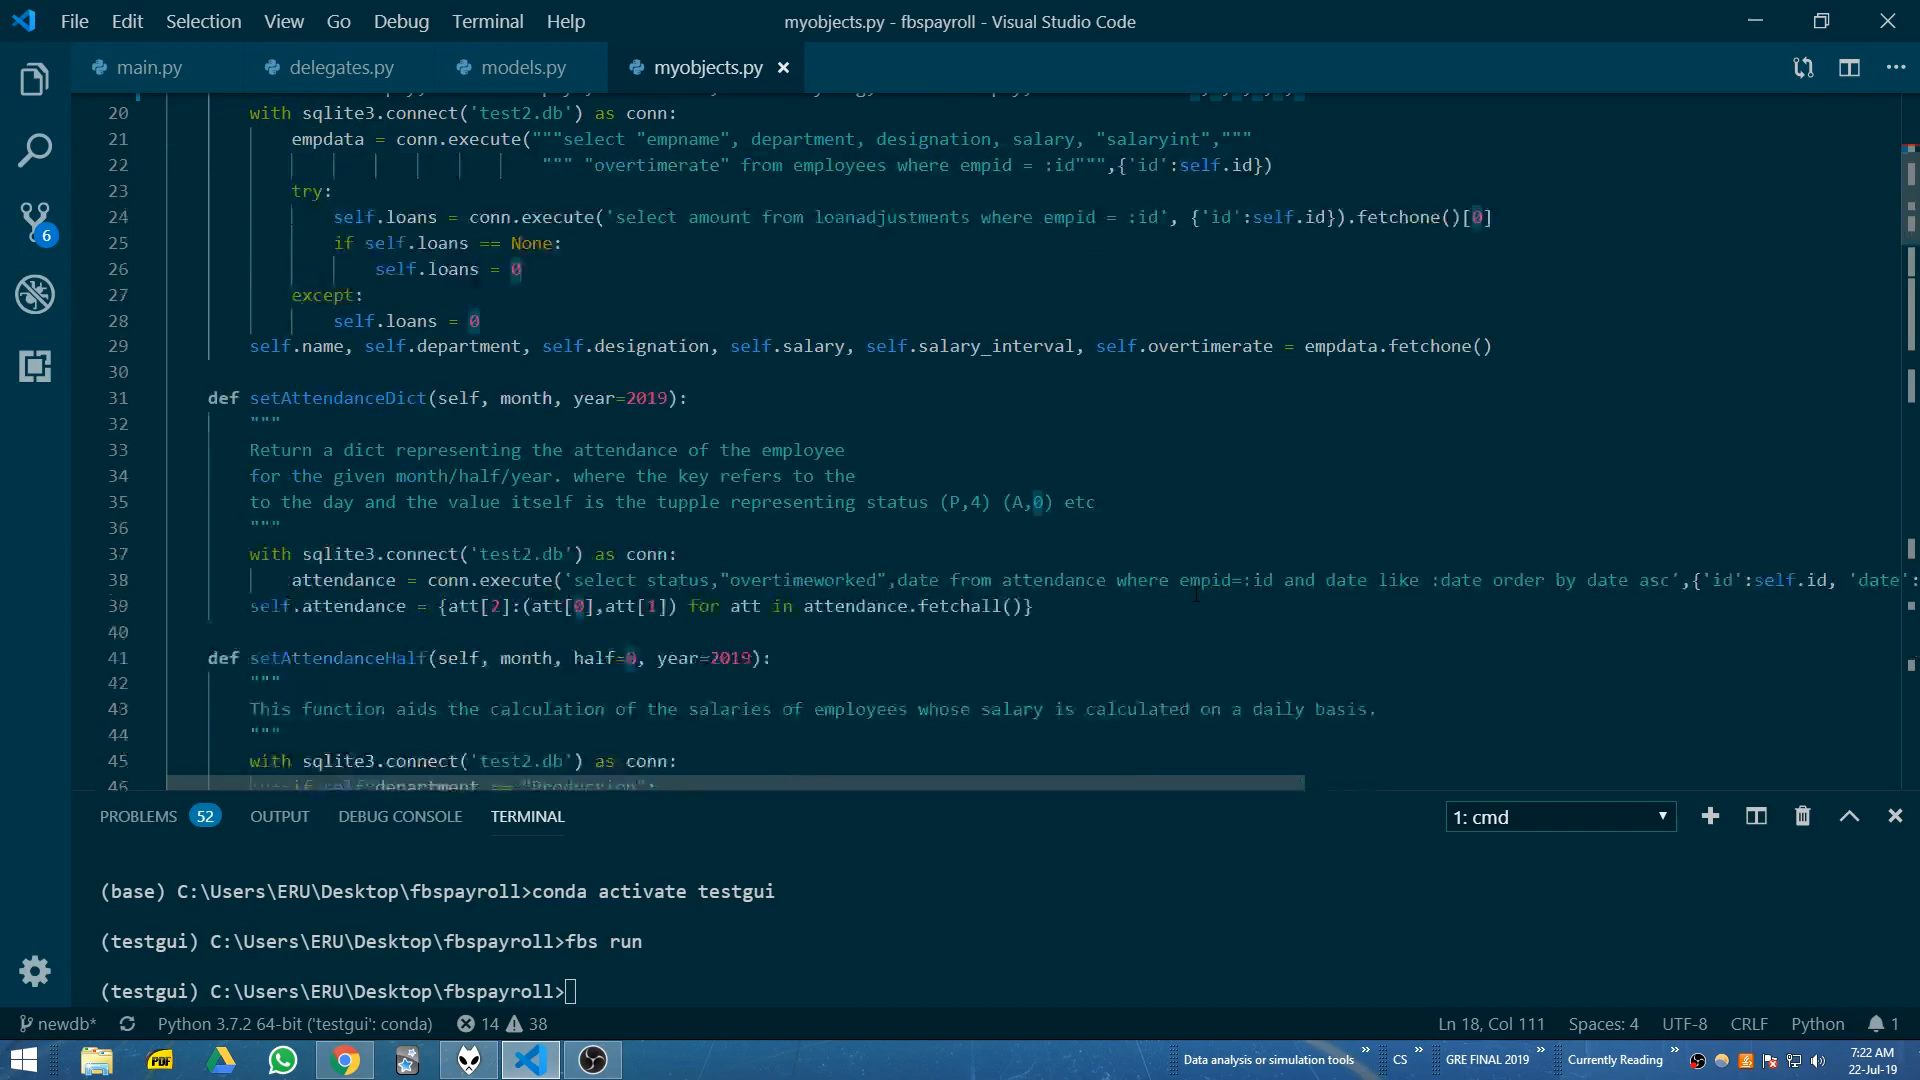 File Edit Selection View Go Debug Terminal Help
myobjects.py - fbspayroll - Visual Studio Code
main.py delegates.py models.py myobjects.py
20 with sqlite3.connect('test2.db') as conn:
21 empdata = conn.execute("""select "empname", department, designation, salary, "salaryint","""
22 """ "overtimerate" from employees where empid = :id""",{'id':self.id})
23 try:
24 self.loans = conn.execute('select amount from loanadjustments where empid = :id', {'id':self.id}).fetchone()[0]
25 if self.loans == None:
26 self.loans = 0
27 except:
28 self.loans = 0
29 self.name, self.department, self.designation, self.salary, self.salary_interval, self.overtimerate = empdata.fetchone()
30
31 def setAttendanceDict(self, month, year=2019):
32 """
33 Return a dict representing the attendance of the employee
34 for the given month/half/year. where the key refers to the
35 to the day and the value itself is the tupple representing status (P,4) (A,0) etc
36 """
37 with sqlite3.connect('test2.db') as conn:
38 attendance = conn.execute('select status,"overtimeworked",date from attendance where empid=:id and date like :date order by date asc',{'id':self.id, 'date':
39 self.attendance = {att[2]:(att[0],att[1]) for att in attendance.fetchall()}
40
41 def setAttendanceHalf(self, month, half=0, year=2019):
42 """
43 This function aids the calculation of the salaries of employees whose salary is calculated on a daily basis.
44 """
45 with sqlite3.connect('test2.db') as conn:
46 if self.department == "Production":
6
PROBLEMS 52 OUTPUT DEBUG CONSOLE TERMINAL
1: cmd
(base) C:\Users\ERU\Desktop\fbspayroll>conda activate testgui
(testgui) C:\Users\ERU\Desktop\fbspayroll>fbs run
(testgui) C:\Users\ERU\Desktop\fbspayroll>
newdb* Python 3.7.2 64-bit ('testgui': conda) 14 38
Ln 18, Col 111 Spaces: 4 UTF-8 CRLF Python 1
PDF
Data analysis or simulation tools » CS » GRE FINAL 2019 » Currently Reading »
7:22 AM
22-Jul-19